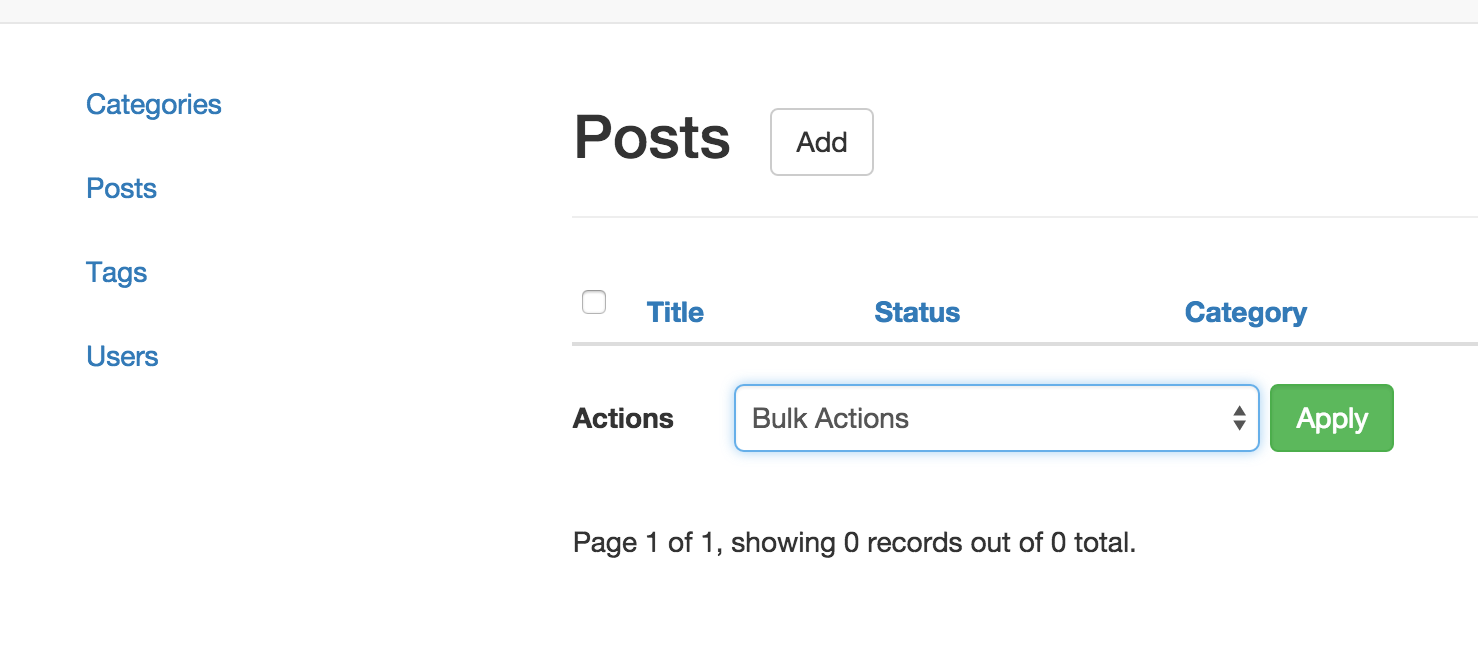 Categories
Posts
Tags
Users
Posts Add
Title Status Category
Actions Bulk Actions Apply
Page 1 of 1, showing 0 records out of 0 total.